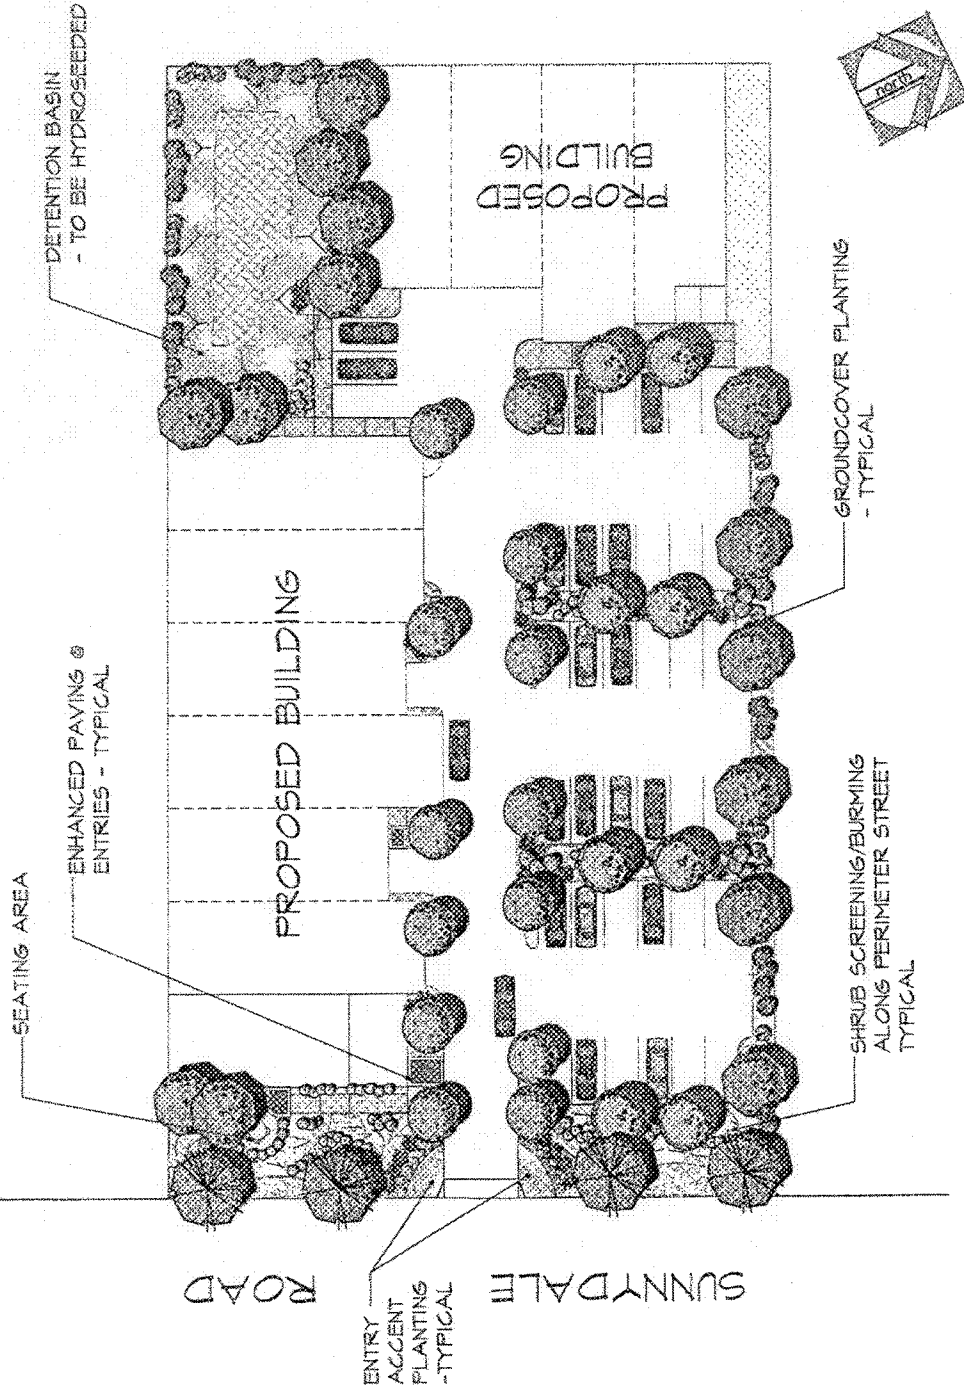 DETENTION BASIN
- TO BE HYDROSEEDED
PROPOSED
BUILDING
north
GROUNDCOVER PLANTING
- TYPICAL
ENHANCED PAVING @
ENTRIES - TYPICAL
PROPOSED BUILDING
SEATING AREA
SHRUB SCREENING/BURMING
ALONG PERIMETER STREET
TYPICAL
ENTRY
ACCENT
PLANTING
-TYPICAL
SUNNYDALE ROAD